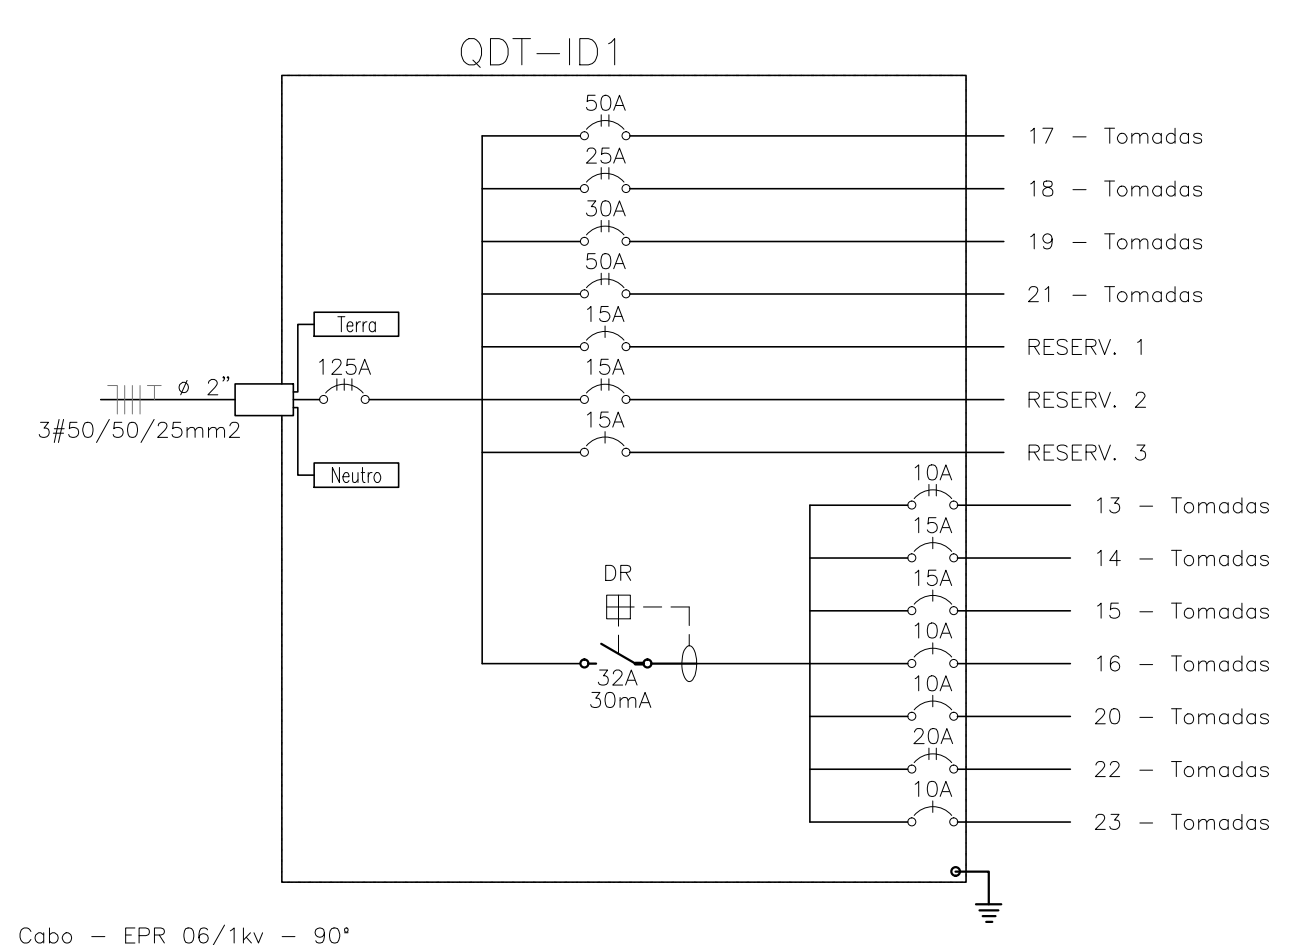 QDT-ID1
50A
17 - Tomadas
25A
18 - Tomadas
30A
19 - Tomadas
50A
21 - Tomadas
15A
RESERV. 1
Terra
125A
15A
RESERV. 2
ø 2"
3#50/50/25mm2
15A
RESERV. 3
Neutro
10A
13 - Tomadas
15A
14 - Tomadas
DR
15A
15 - Tomadas
10A
16 - Tomadas
32A
30mA
10A
20 - Tomadas
20A
22 - Tomadas
10A
23 - Tomadas
Cabo - EPR 06/1kv - 90°